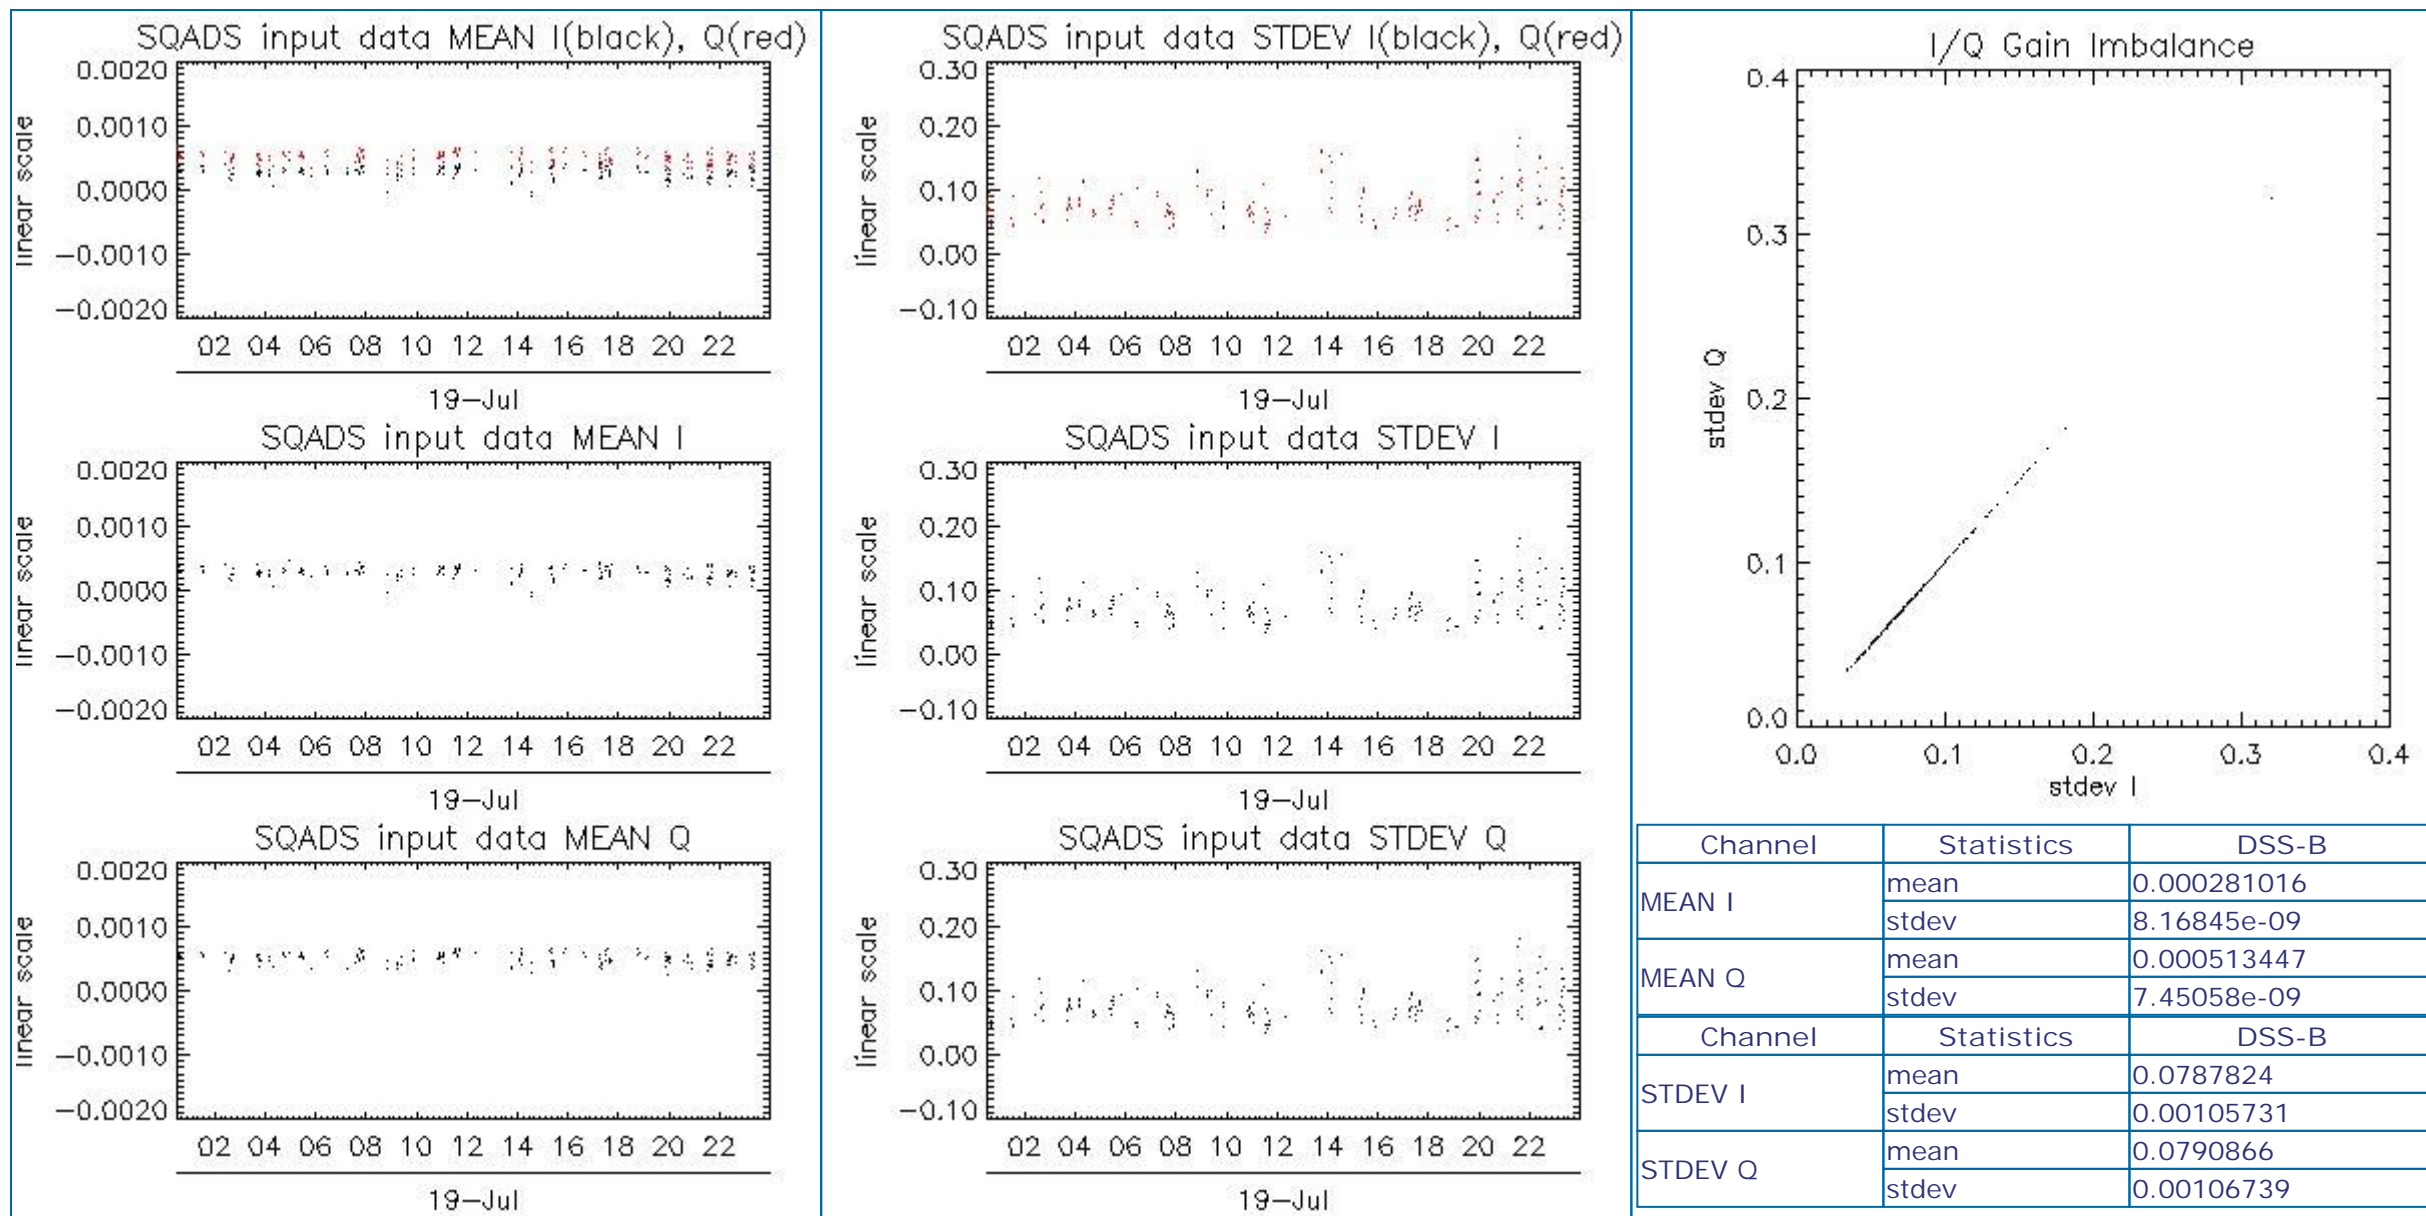 SQADS input data MEAN I(black), Q(red)
linear scale
0.0020
0.0010
0.0000
−0.0010
−0.0020
02 04 06 08 10 12 14 16 18 20 22
19−Jul
SQADS input data MEAN I
linear scale
0.0020
0.0010
0.0000
−0.0010
−0.0020
02 04 06 08 10 12 14 16 18 20 22
19−Jul
SQADS input data MEAN Q
linear scale
0.0020
0.0010
0.0000
−0.0010
−0.0020
02 04 06 08 10 12 14 16 18 20 22
19−Jul
SQADS input data STDEV I(black), Q(red)
linear scale
0.30
0.20
0.10
0.00
−0.10
02 04 06 08 10 12 14 16 18 20 22
19−Jul
SQADS input data STDEV I
linear scale
0.30
0.20
0.10
0.00
−0.10
02 04 06 08 10 12 14 16 18 20 22
19−Jul
SQADS input data STDEV Q
linear scale
0.30
0.20
0.10
0.00
−0.10
02 04 06 08 10 12 14 16 18 20 22
19−Jul
I/Q Gain Imbalance
stdev Q
0.4
0.3
0.2
0.1
0.0
0.0 0.1 0.2 0.3 0.4
stdev I
Channel Statistics DSS-B
MEAN I mean 0.000281016
stdev 8.16845e-09
MEAN Q mean 0.000513447
stdev 7.45058e-09
Channel Statistics DSS-B
STDEV I mean 0.0787824
stdev 0.00105731
STDEV Q mean 0.0790866
stdev 0.00106739